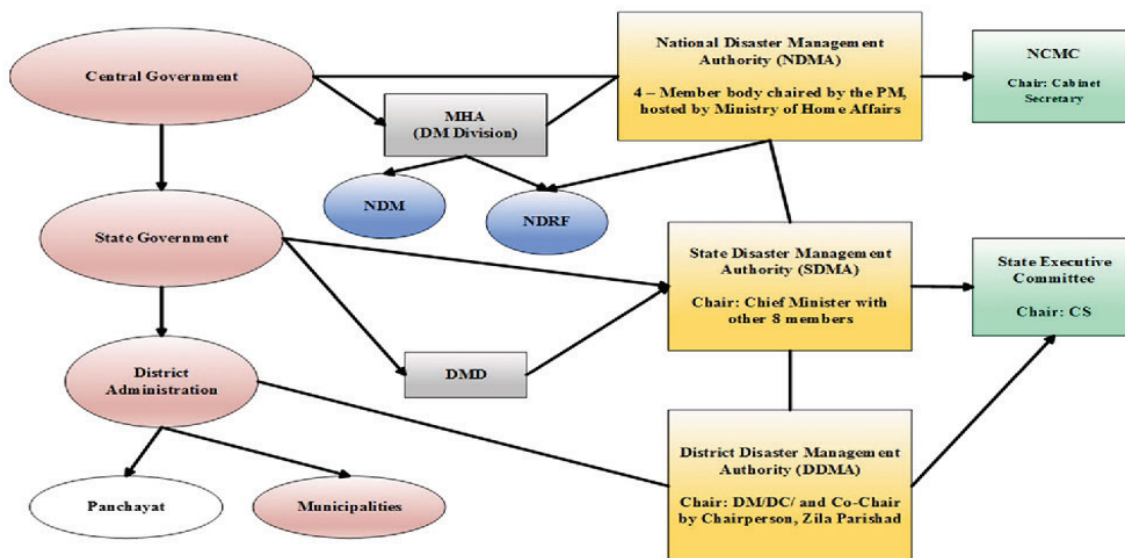 Central Government
National Disaster Management
Authority (NDMA)
4 – Member body chaired by the PM,
hosted by Ministry of Home Affairs
NCMC
Chair: Cabinet
Secretary
MHA
(DM Division)
NDM
NDRF
State Government
State Disaster Management
Authority (SDMA)
Chair: Chief Minister with
other 8 members
State Executive
Committee
Chair: CS
DMD
District
Administration
District Disaster Management
Authority (DDMA)
Chair: DM/DC/ and Co-Chair
by Chairperson, Zila Parishad
Panchayat
Municipalities